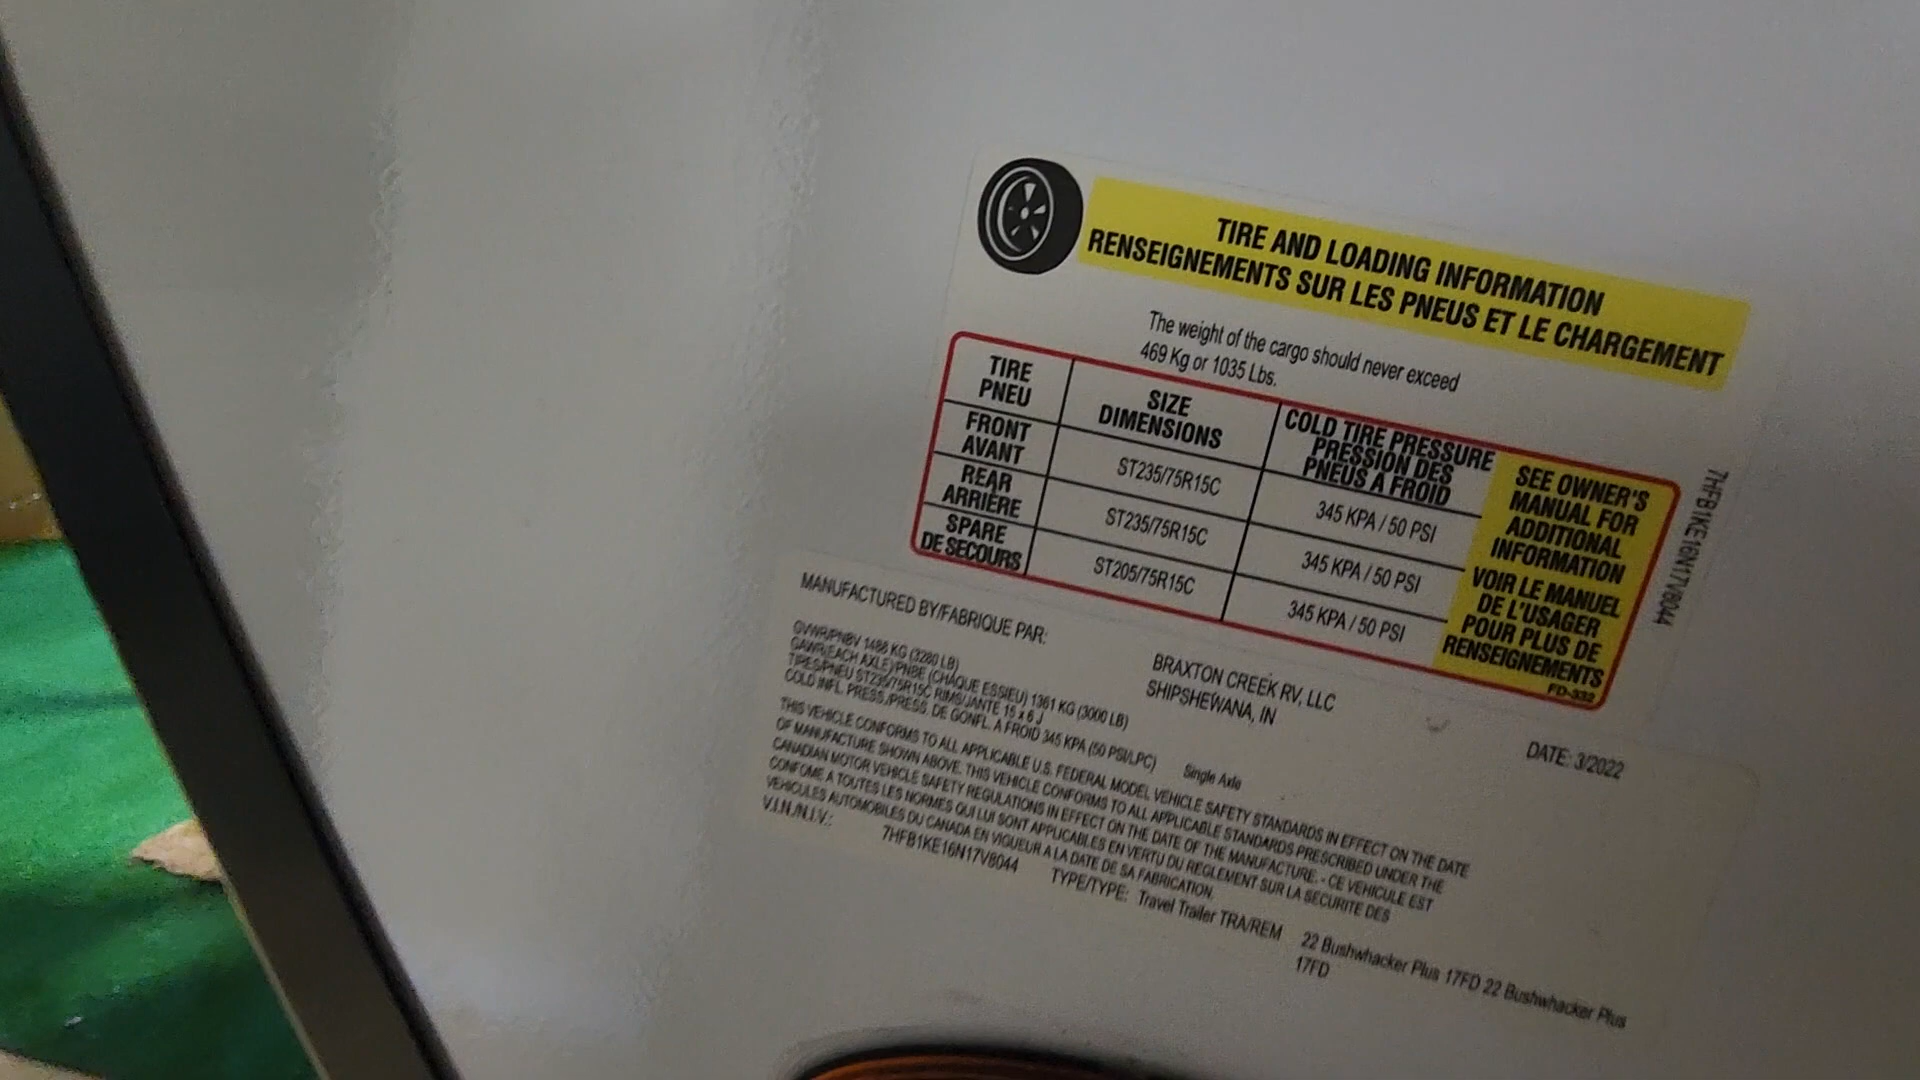 TIRE AND LOADING INFORMATION
RENSEIGNEMENTS SUR LES PNEUS ET LE CHARGEMENT
The weight of the cargo should never exceed
469 Kg or 1035 Lbs.
TIRE
PNEU
SIZE
DIMENSIONS
COLD TIRE PRESSURE
PRESSION DES
PNEUS A FROID
FRONT
AVANT
ST235/75R15C
345 KPA / 50 PSI
REAR
ARRIÈRE
ST235/75R15C
345 KPA / 50 PSI
SPARE
DE SECOURS
ST205/75R15C
345 KPA / 50 PSI
SEE OWNER'S
MANUAL FOR
ADDITIONAL
INFORMATION
VOIR LE MANUEL
DE L'USAGER
POUR PLUS DE
RENSEIGNEMENTS
FD-332
7HFB1KE16N17V8044
MANUFACTURED BY/FABRIQUE PAR:
BRAXTON CREEK RV, LLC
SHIPSHEWANA, IN
DATE: 3/2022
GVWR/PNBV 1488 KG (3280 LB)
GAWR(EACH AXLE)/PNBE (CHAQUE ESSIEU) 1361 KG (3000 LB)
TIRES/PNEU ST235/75R15C RIMS/JANTE 15 x 6 J
COLD INFL. PRESS./PRESS. DE GONFL. A FROID 345 KPA (50 PSI/LPC)
Single Axle
THIS VEHICLE CONFORMS TO ALL APPLICABLE U.S. FEDERAL MODEL VEHICLE SAFETY STANDARDS IN EFFECT ON THE DATE
OF MANUFACTURE SHOWN ABOVE. THIS VEHICLE CONFORMS TO ALL APPLICABLE STANDARDS PRESCRIBED UNDER THE
CANADIAN MOTOR VEHICLE SAFETY REGULATIONS IN EFFECT ON THE DATE OF THE MANUFACTURE. - CE VEHICULE EST
CONFOME A TOUTES LES NORMES QUI LUI SONT APPLICABLES EN VERTU DU REGLEMENT SUR LA SECURITE DES
VEHICULES AUTOMOBILES DU CANADA EN VIGUEUR A LA DATE DE SA FABRICATION.
V.I.N./N.I.V.:
7HFB1KE16N17V8044
TYPE/TYPE: Travel Trailer TRA/REM
22 Bushwhacker Plus 17FD 22 Bushwhacker Plus
17FD